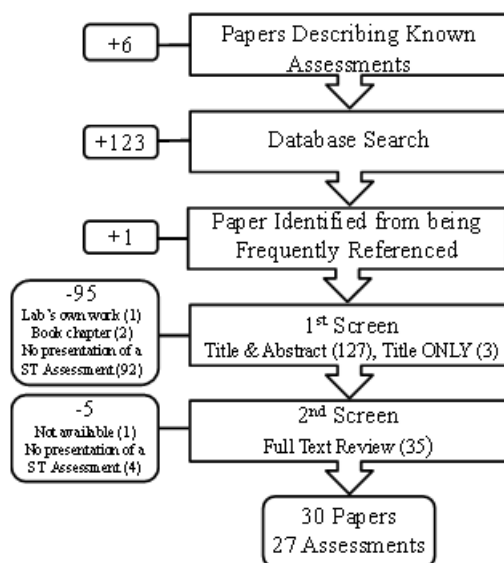 +6
Papers Describing Known
Assessments
+123
Database Search
+1
Paper Identified from being
Frequently Referenced
-95
Lab's own work (1)
Book chapter (2)
No presentation of a
ST Assessment (92)
1st Screen
Title & Abstract (127), Title ONLY (3)
-5
Not available (1)
No presentation of a
ST Assessment (4)
2nd Screen
Full Text Review (35)
30 Papers
27 Assessments